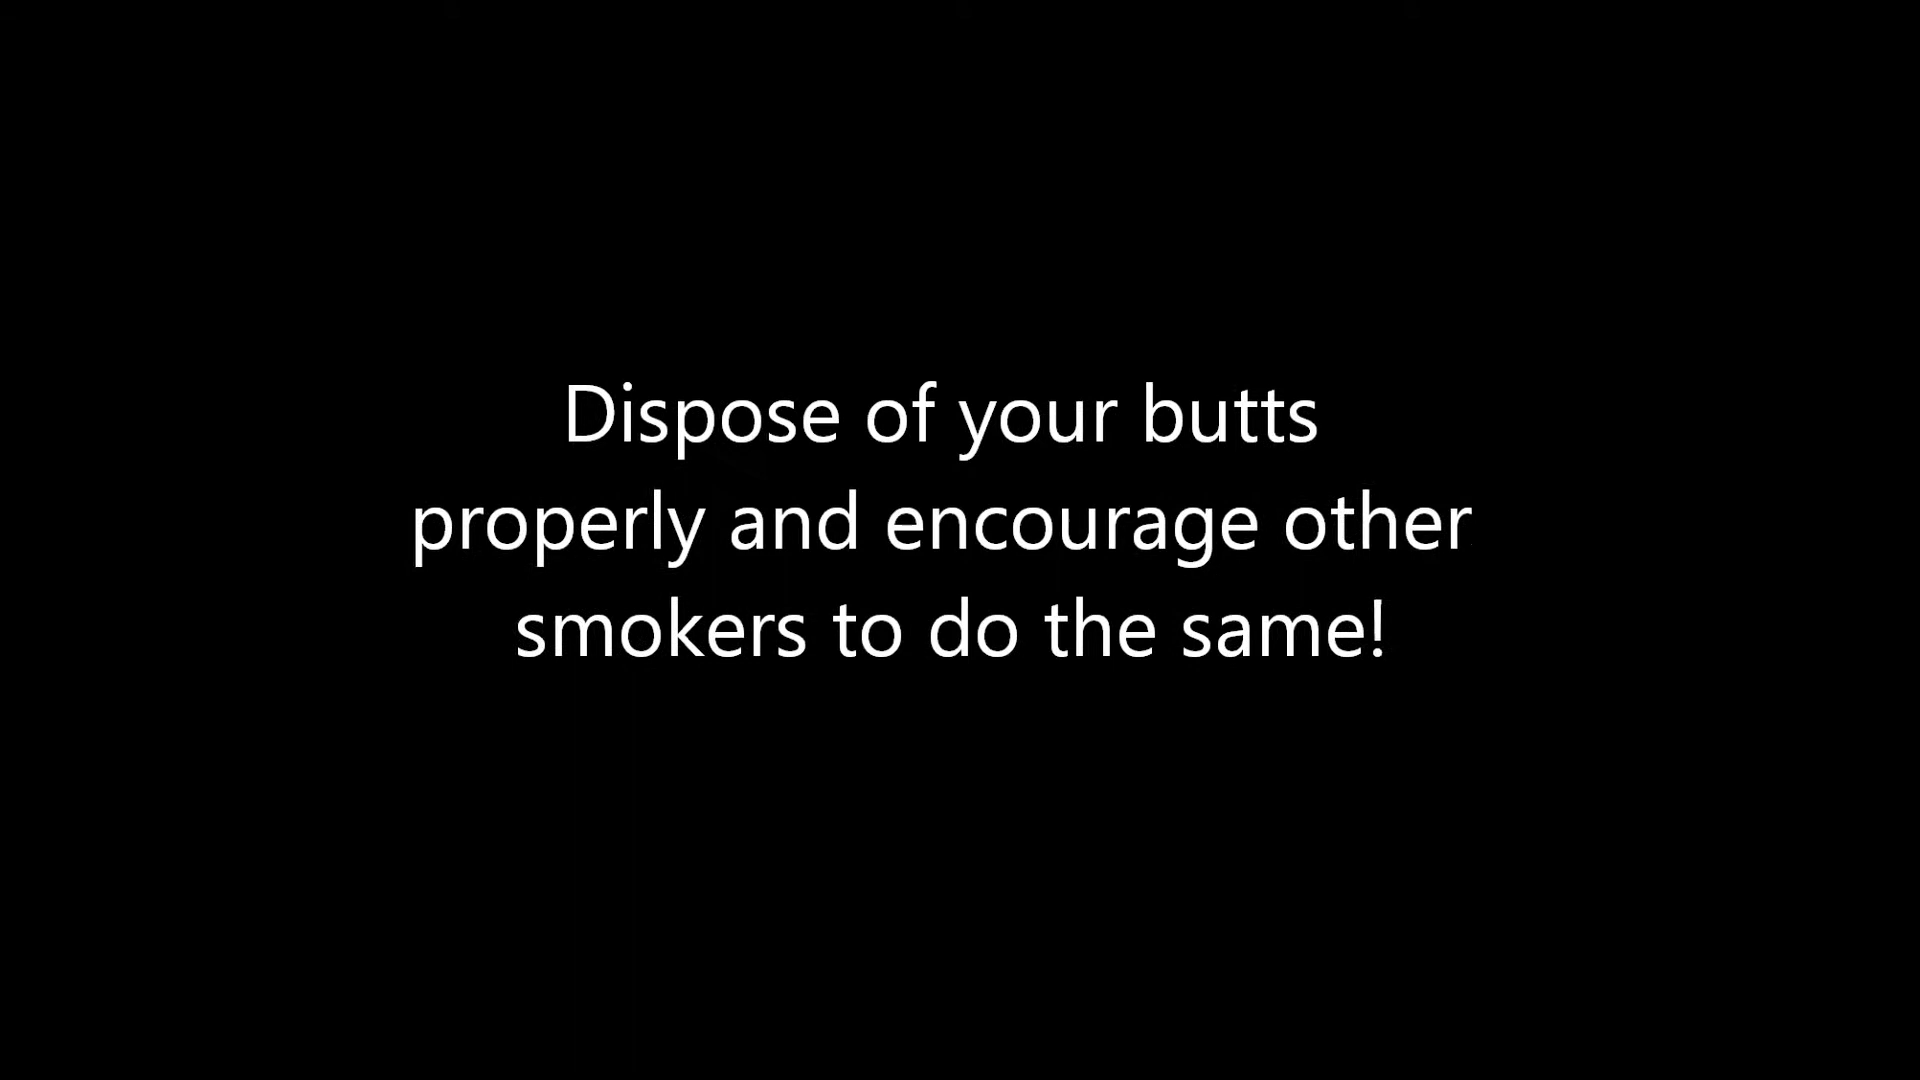 Dispose of your butts
properly and encourage other
smokers to do the same!